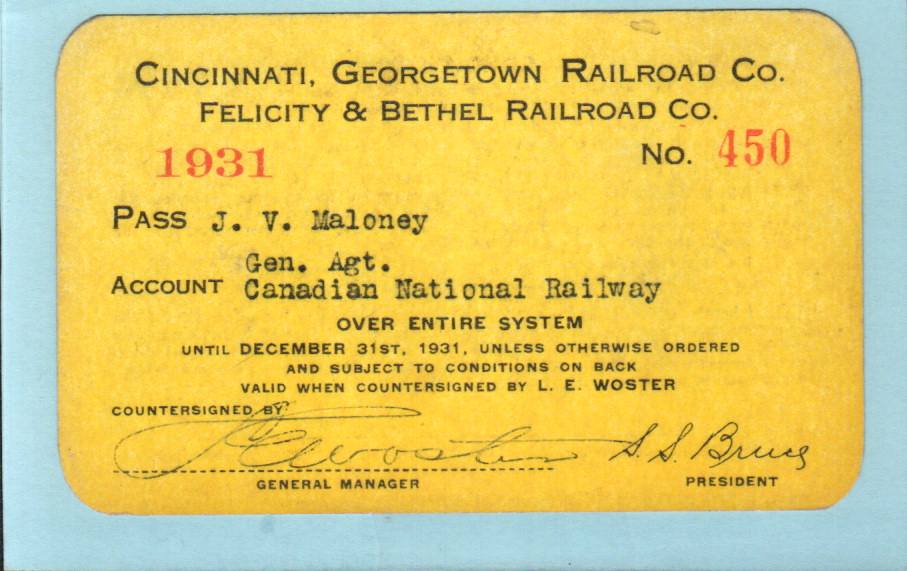 CINCINNATI, GEORGETOWN RAILROAD CO.
FELICITY & BETHEL RAILROAD CO.
1931 No. 450
PASS J. V. Maloney
Gen. Agt.
ACCOUNT Canadian National Railway
OVER ENTIRE SYSTEM
UNTIL DECEMBER 31ST, 1931, UNLESS OTHERWISE ORDERED
AND SUBJECT TO CONDITIONS ON BACK
VALID WHEN COUNTERSIGNED BY L. E. WOSTER
COUNTERSIGNED BY
L E Woster S. S. Bruce
GENERAL MANAGER PRESIDENT